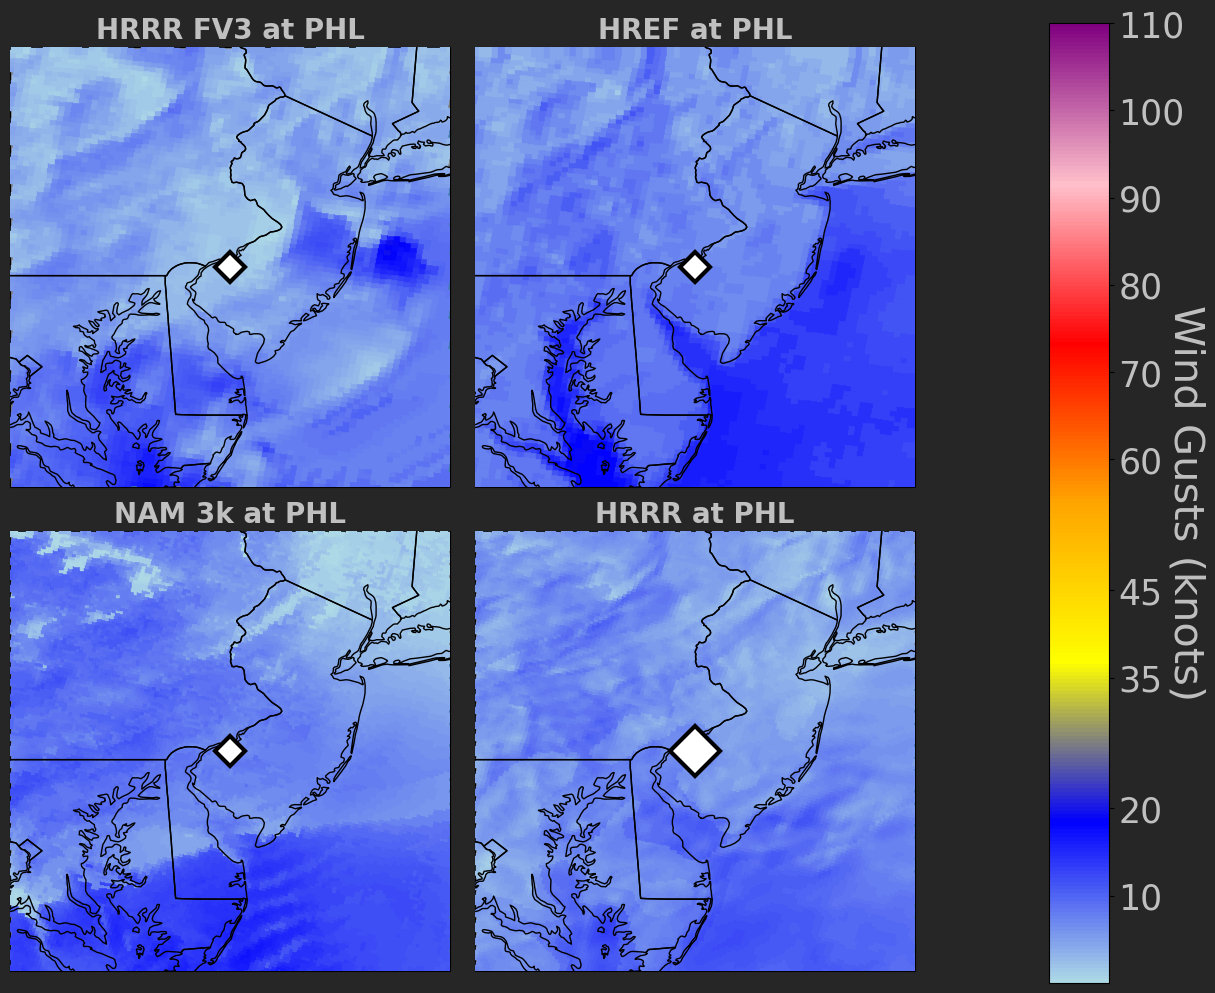 HRRR FV3 at PHL
HREF at PHL
NAM 3k at PHL
HRRR at PHL
110
100
90
80
70
60
45
35
20
10
Wind Gusts (knots)